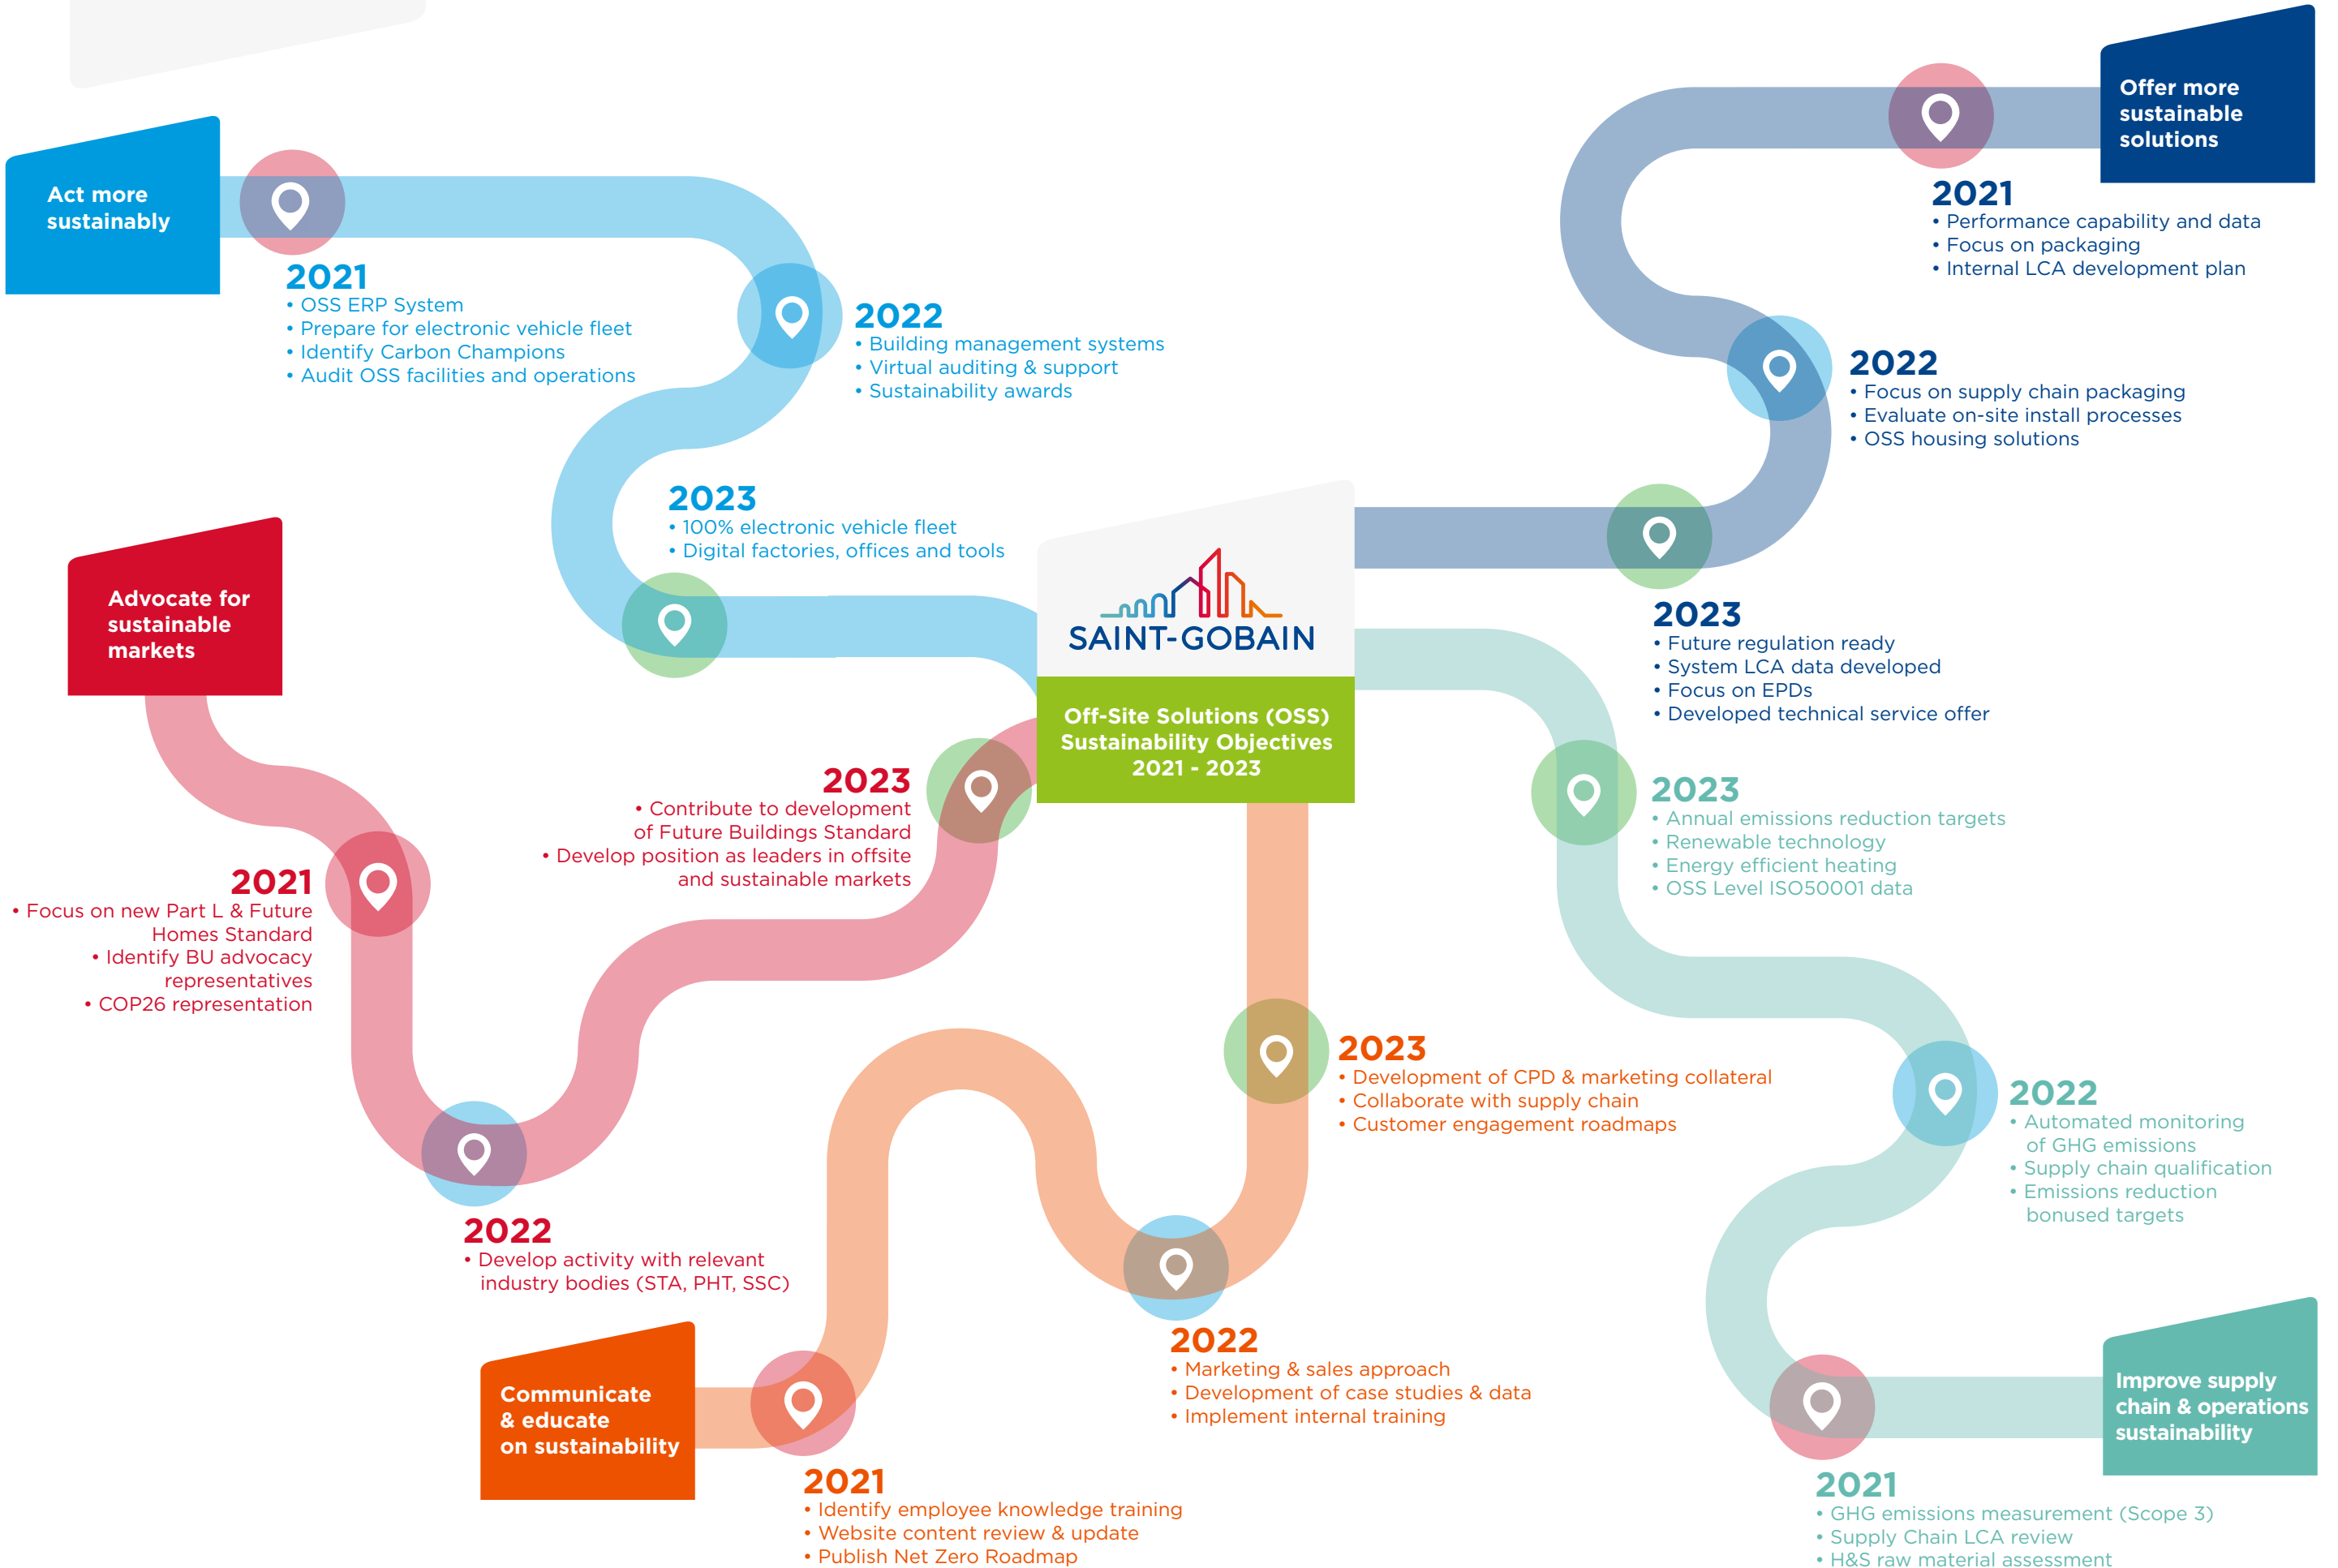 Act more
sustainably
2021
• OSS ERP System
• Prepare for electronic vehicle fleet
• Identify Carbon Champions
• Audit OSS facilities and operations
2022
• Building management systems
• Virtual auditing & support
• Sustainability awards
2023
• 100% electronic vehicle fleet
• Digital factories, offices and tools
Offer more
sustainable
solutions
2021
• Performance capability and data
• Focus on packaging
• Internal LCA development plan
2022
• Focus on supply chain packaging
• Evaluate on-site install processes
• OSS housing solutions
2023
• Future regulation ready
• System LCA data developed
• Focus on EPDs
• Developed technical service offer
SAINT-GOBAIN
Off-Site Solutions (OSS)
Sustainability Objectives
2021 - 2023
Advocate for
sustainable
markets
2021
• Focus on new Part L & Future
Homes Standard
• Identify BU advocacy
representatives
• COP26 representation
2022
• Develop activity with relevant
industry bodies (STA, PHT, SSC)
2023
• Contribute to development
of Future Buildings Standard
• Develop position as leaders in offsite
and sustainable markets
Communicate
& educate
on sustainability
2021
• Identify employee knowledge training
• Website content review & update
• Publish Net Zero Roadmap
2022
• Marketing & sales approach
• Development of case studies & data
• Implement internal training
2023
• Development of CPD & marketing collateral
• Collaborate with supply chain
• Customer engagement roadmaps
2023
• Annual emissions reduction targets
• Renewable technology
• Energy efficient heating
• OSS Level ISO50001 data
2022
• Automated monitoring
of GHG emissions
• Supply chain qualification
• Emissions reduction
bonused targets
Improve supply
chain & operations
sustainability
2021
• GHG emissions measurement (Scope 3)
• Supply Chain LCA review
• H&S raw material assessment